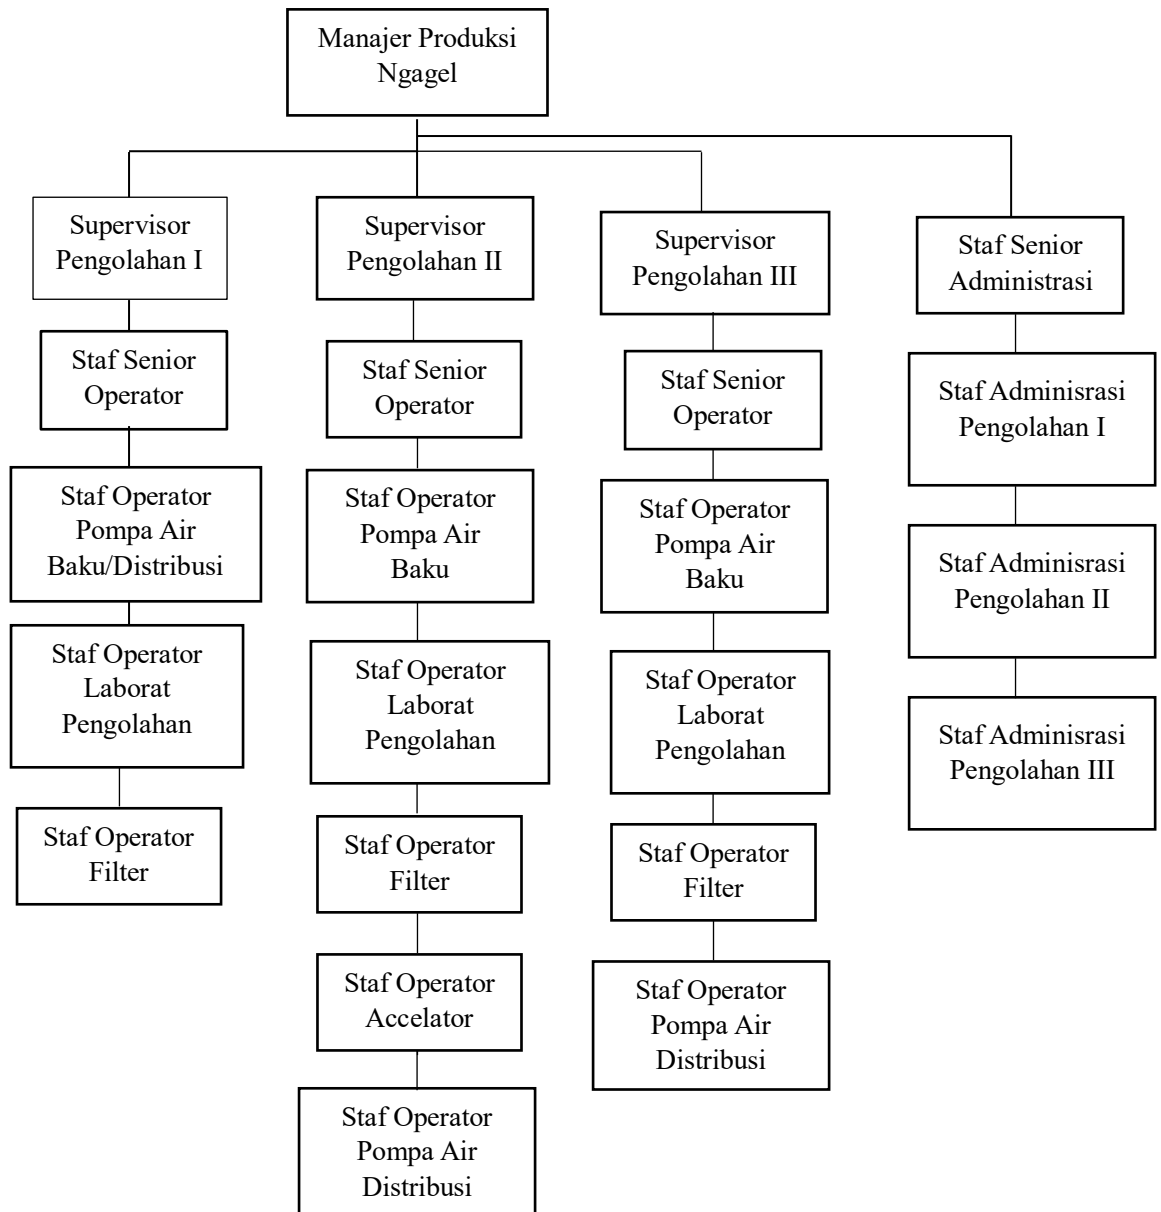 Manajer Produksi
Ngagel
Supervisor
Pengolahan I
Staf Senior
Operator
Staf Operator
Pompa Air
Baku/Distribusi
Staf Operator
Laborat
Pengolahan
Staf Operator
Filter
Supervisor
Pengolahan II
Staf Senior
Operator
Staf Operator
Pompa Air
Baku
Staf Operator
Laborat
Pengolahan
Staf Operator
Filter
Staf Operator
Accelator
Staf Operator
Pompa Air
Distribusi
Supervisor
Pengolahan III
Staf Senior
Operator
Staf Operator
Pompa Air
Baku
Staf Operator
Laborat
Pengolahan
Staf Operator
Filter
Staf Operator
Pompa Air
Distribusi
Staf Senior
Administrasi
Staf Adminisrasi
Pengolahan I
Staf Adminisrasi
Pengolahan II
Staf Adminisrasi
Pengolahan III